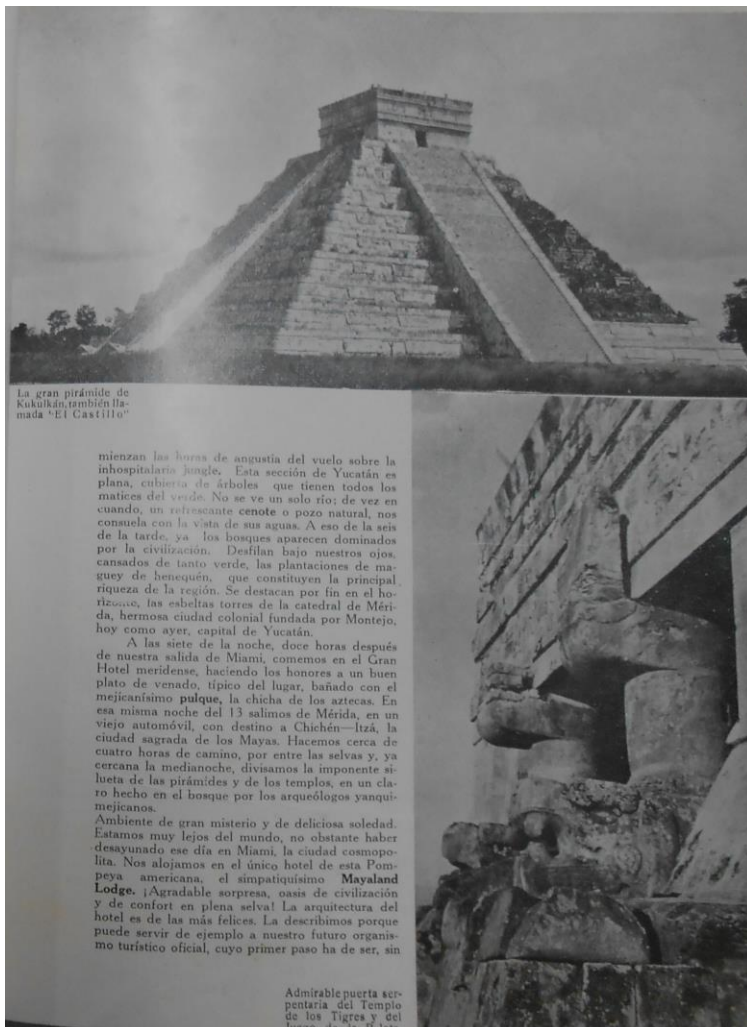 La gran pirámide de
Kukulkán, también lla-
mada "El Castillo"
mienzan las horas de angustia del vuelo sobre la
inhospitalaria jungle. Esta sección de Yucatán es
plana, cubierta de árboles que tienen todos los
matices del verde. No se ve un solo río; de vez en
cuando, un refrescante cenote o pozo natural, nos
consuela con la vista de sus aguas. A eso de la seis
de la tarde, ya los bosques aparecen dominados
por la civilización. Desfilan bajo nuestros ojos,
cansados de tanto verde, las plantaciones de ma-
guey de henequén, que constituyen la principal
riqueza de la región. Se destacan por fin en el ho-
rizonte, las esbeltas torres de la catedral de Méri-
da, hermosa ciudad colonial fundada por Montejo,
hoy como ayer, capital de Yucatán.
A las siete de la noche, doce horas después
de nuestra salida de Miami, comemos en el Gran
Hotel meridense, haciendo los honores a un buen
plato de venado, típico del lugar, bañado con el
mejicanísimo pulque, la chicha de los aztecas. En
esa misma noche del 13 salimos de Mérida, en un
viejo automóvil, con destino a Chichén—Itzá, la
ciudad sagrada de los Mayas. Hacemos cerca de
cuatro horas de camino, por entre las selvas y, ya
cercana la medianoche, divisamos la imponente si-
lueta de las pirámides y de los templos, en un cla-
ro hecho en el bosque por los arqueólogos yanqui-
mejicanos.
Ambiente de gran misterio y de deliciosa soledad.
Estamos muy lejos del mundo, no obstante haber
desayunado ese día en Miami, la ciudad cosmopo-
lita. Nos alojamos en el único hotel de esta Pom-
peya americana, el simpatiquísimo Mayaland
Lodge. ¡Agradable sorpresa, oasis de civilización
y de confort en plena selva! La arquitectura del
hotel es de las más felices. La describimos porque
puede servir de ejemplo a nuestro futuro organis-
mo turístico oficial, cuyo primer paso ha de ser, sin
Admirable puerta ser-
pentaria del Templo
de los Tigres y del